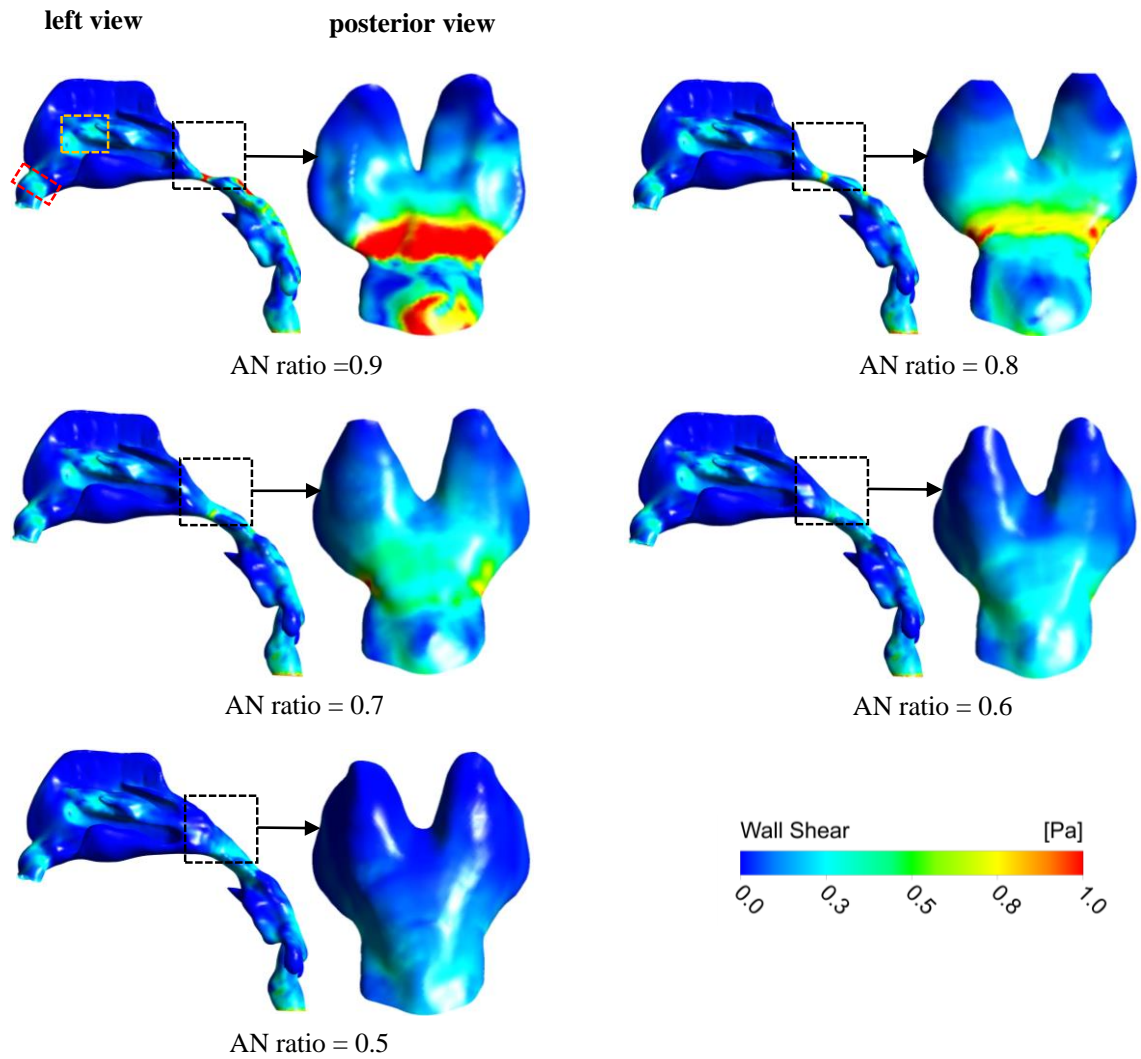 left view
posterior view
AN ratio =0.9
AN ratio = 0.8
AN ratio = 0.7
AN ratio = 0.6
AN ratio = 0.5
Wall Shear [Pa]
0.0 0.3 0.5 0.8 1.0